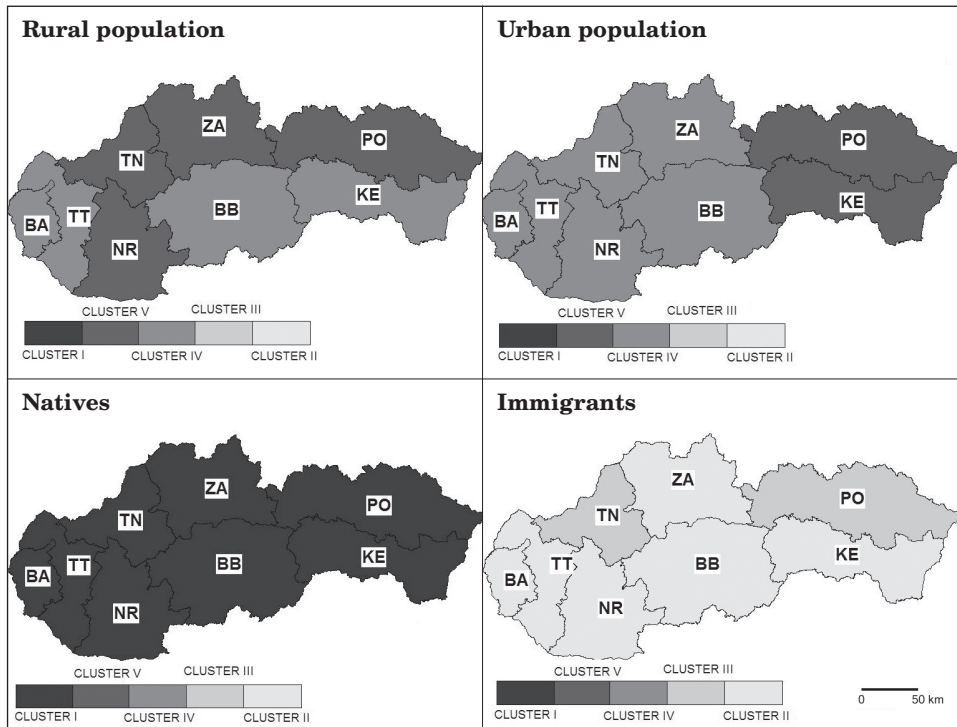 Rural population
ZA
PO
TN
KE
BB
TT
BA
NR
CLUSTER V CLUSTER III
CLUSTER I CLUSTER IV CLUSTER II
Urban population
ZA
PO
TN
KE
BB
TT
BA
NR
CLUSTER V CLUSTER III
CLUSTER I CLUSTER IV CLUSTER II
Natives
ZA
PO
TN
KE
BB
TT
BA
NR
CLUSTER V CLUSTER III
CLUSTER I CLUSTER IV CLUSTER II
Immigrants
ZA
PO
TN
KE
BB
TT
BA
NR
CLUSTER V CLUSTER III
CLUSTER I CLUSTER IV CLUSTER II
0 50 km